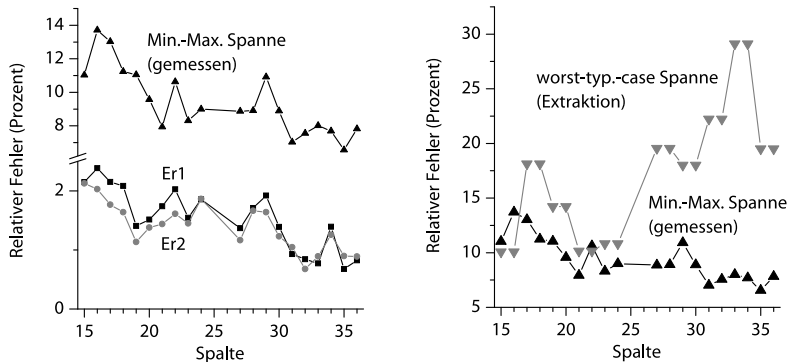 14
12
10
8
2
0
Relativer Fehler (Prozent)
Min.-Max. Spanne
(gemessen)
Er1
Er2
15 20 25 30 35
Spalte
30
25
20
15
10
5
Relativer Fehler (Prozent)
worst-typ.-case Spanne
(Extraktion)
Min.-Max. Spanne
(gemessen)
15 20 25 30 35
Spalte